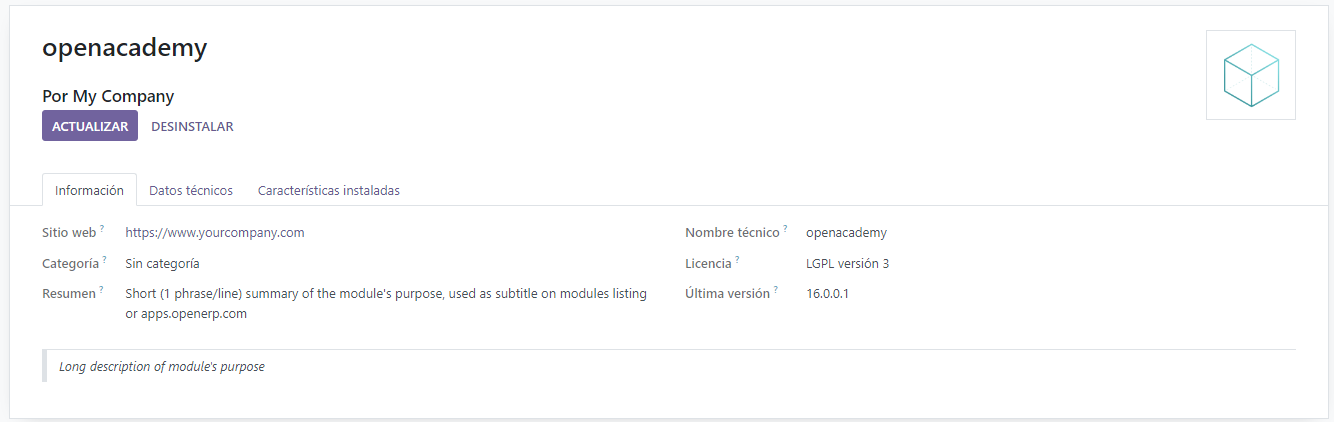 openacademy
Por My Company
ACTUALIZAR DESINSTALAR
Información Datos técnicos Características instaladas
Sitio web ? https://www.yourcompany.com
Nombre técnico ? openacademy
Categoría ? Sin categoría
Licencia ? LGPL versión 3
Resumen ? Short (1 phrase/line) summary of the module's purpose, used as subtitle on modules listing
or apps.openerp.com
Última versión ? 16.0.0.1
Long description of module's purpose